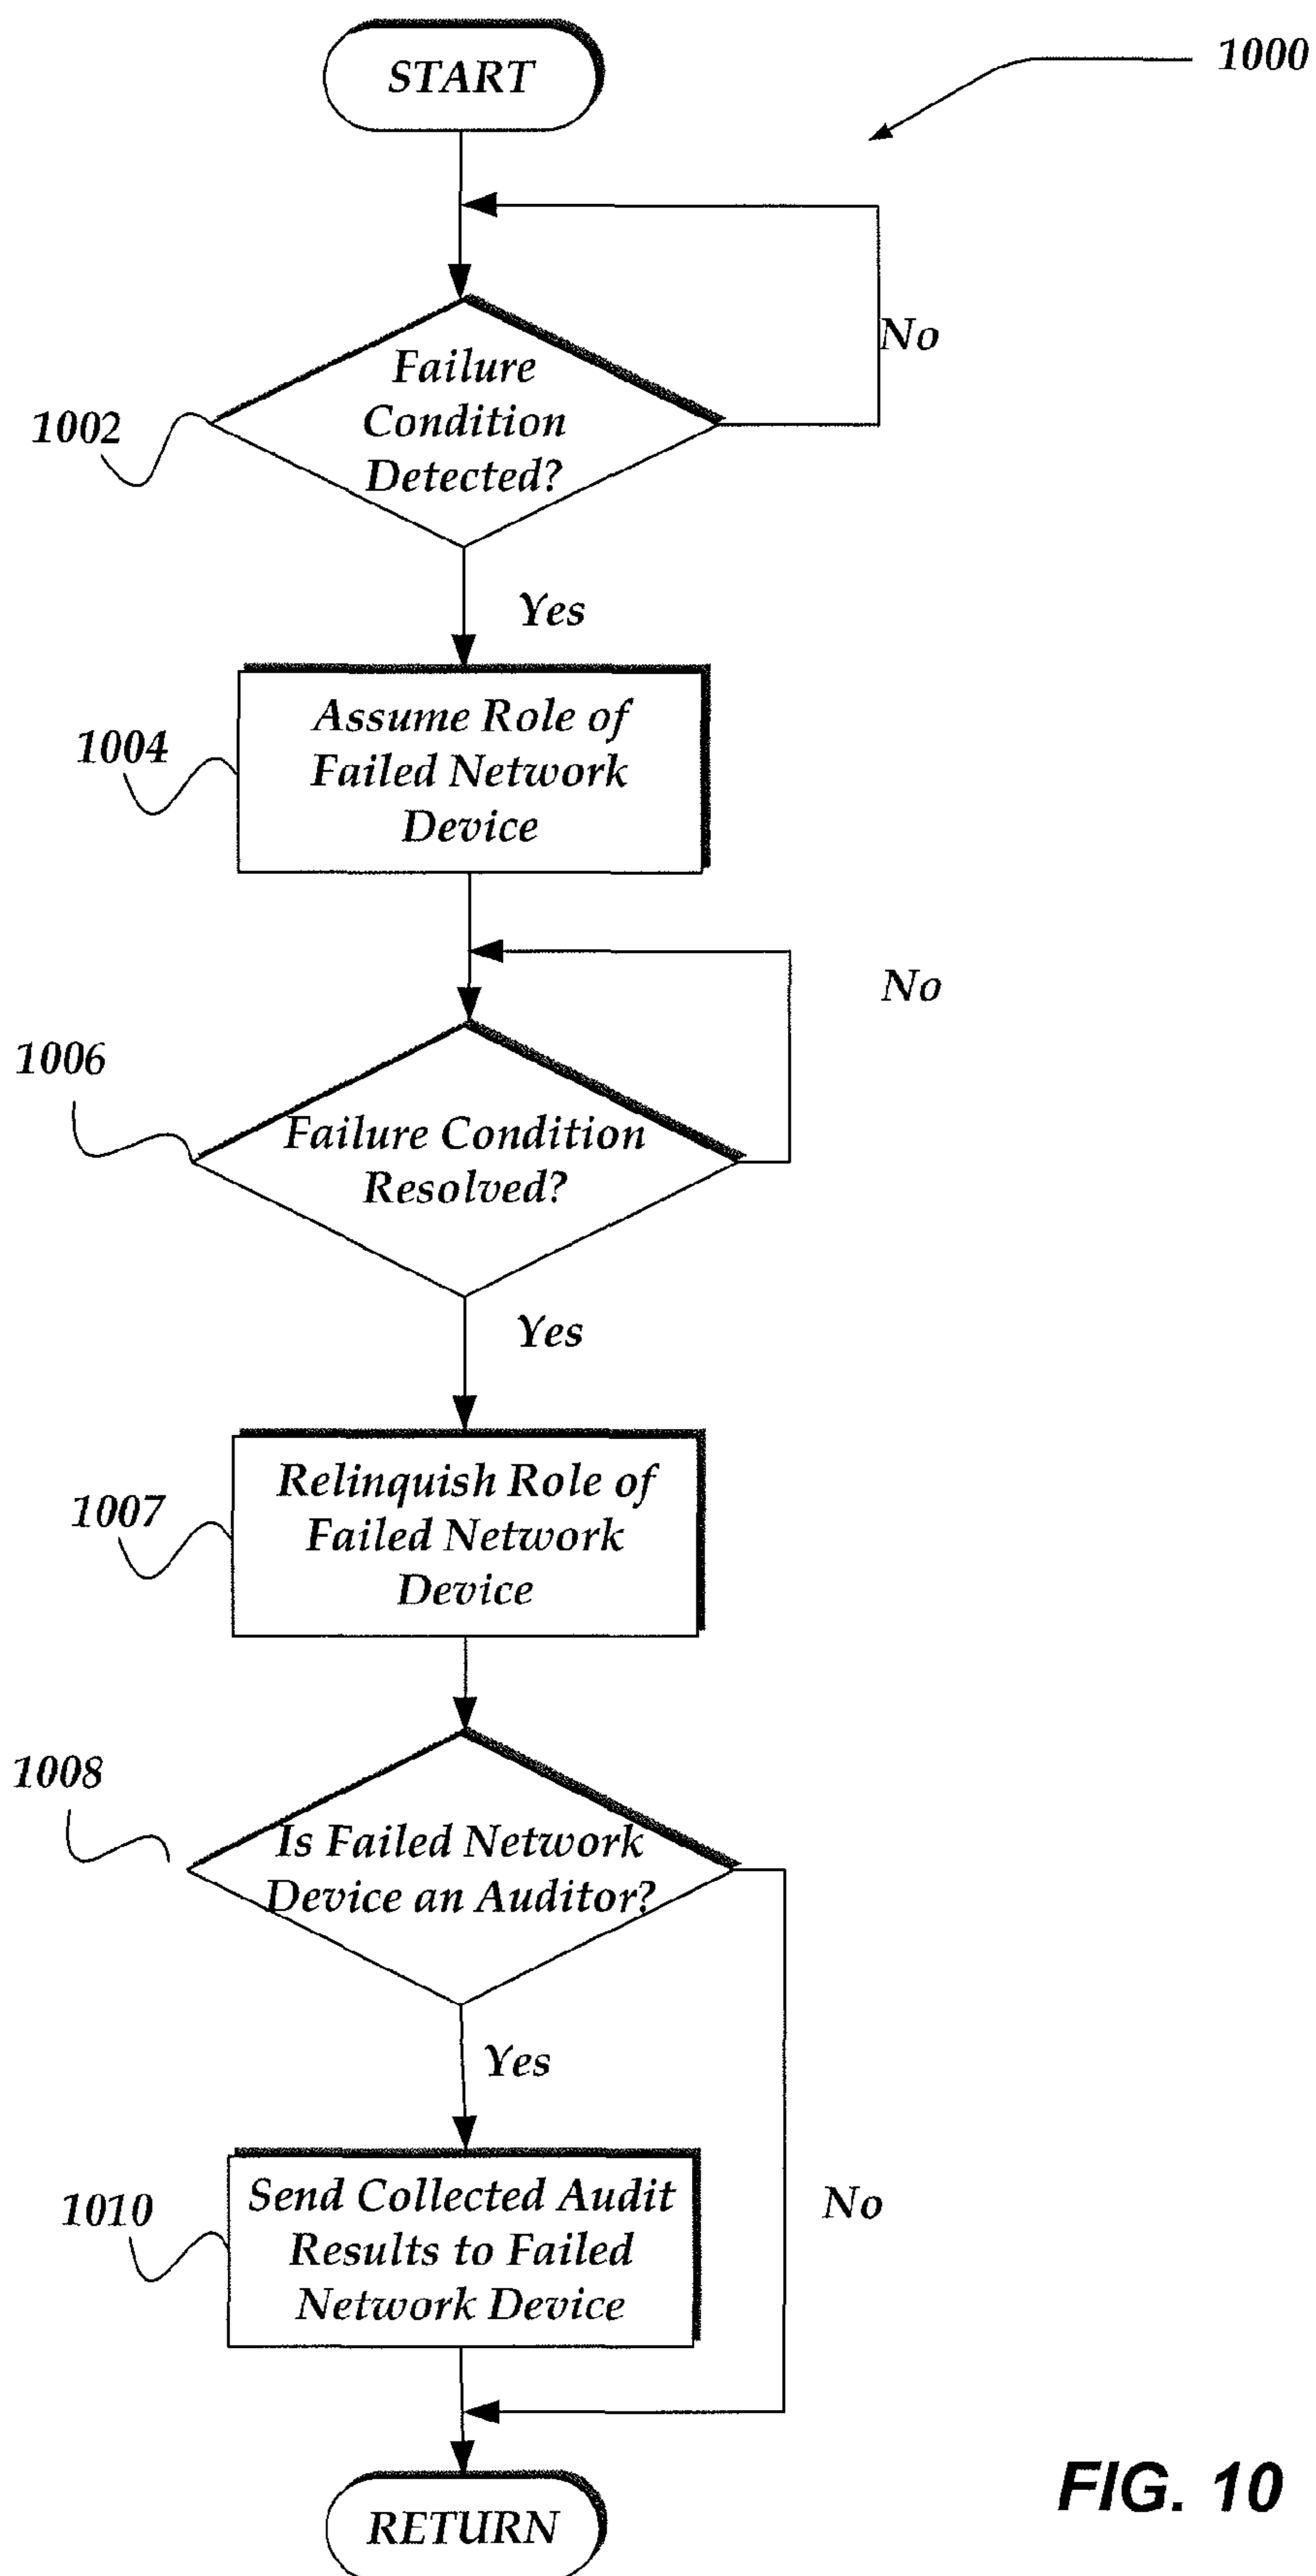 START
1000
No
Failure
Condition
Detected?
1002
Yes
Assume Role of
Failed Network
Device
1004
No
1006
Failure Condition
Resolved?
Yes
Relinquish Role of
Failed Network
Device
1007
1008
Is Failed Network
Device an Auditor?
Yes
1010
Send Collected Audit
Results to Failed
Network Device
No
FIG. 10
RETURN